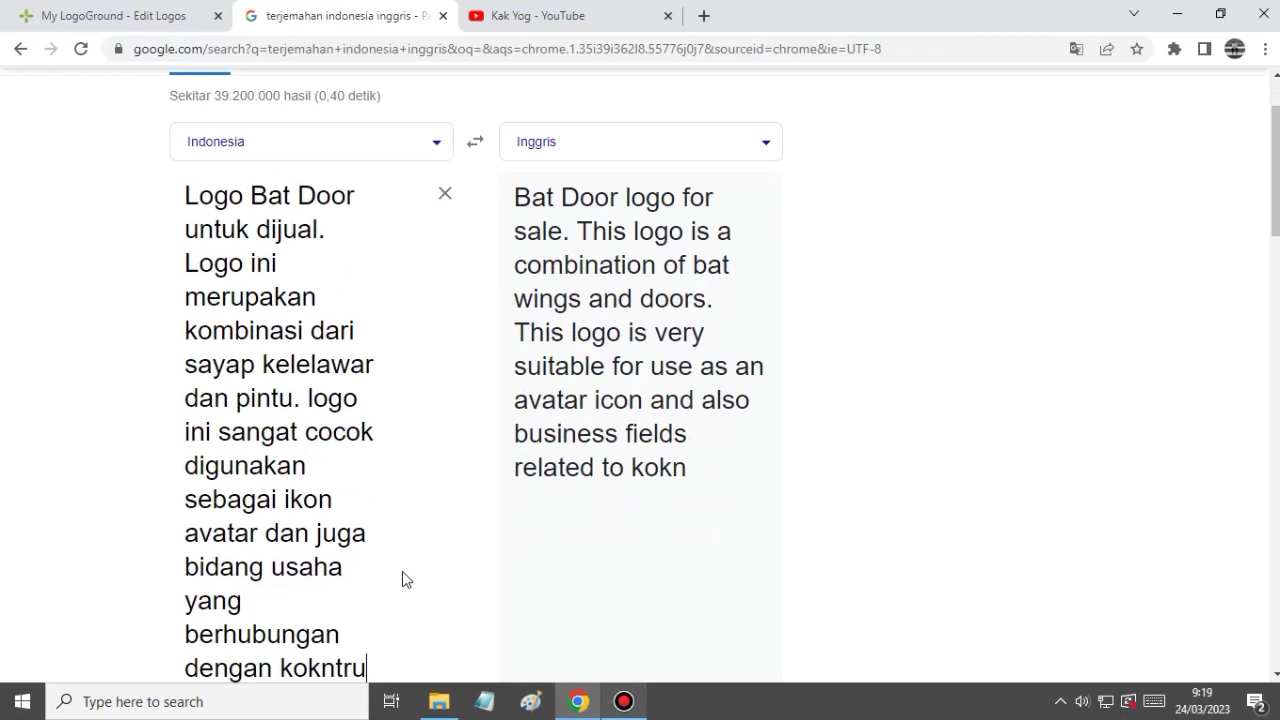 My LogoGround - Edit Logos
terjemahan indonesia inggris - P
Kak Yog - YouTube
google.com/search?q=terjemahan+indonesia+inggris&oq=&aqs=chrome.1.35i39i362l8.55776j0j7&sourceid=chrome&ie=UTF-8
Sekitar 39.200.000 hasil (0,40 detik)
Indonesia
Inggris
Logo Bat Door
untuk dijual.
Logo ini
merupakan
kombinasi dari
sayap kelelawar
dan pintu. logo
ini sangat cocok
digunakan
sebagai ikon
avatar dan juga
bidang usaha
yang
berhubungan
dengan kokntru
Bat Door logo for
sale. This logo is a
combination of bat
wings and doors.
This logo is very
suitable for use as an
avatar icon and also
business fields
related to kokn
Type here to search
9:19
24/03/2023
2